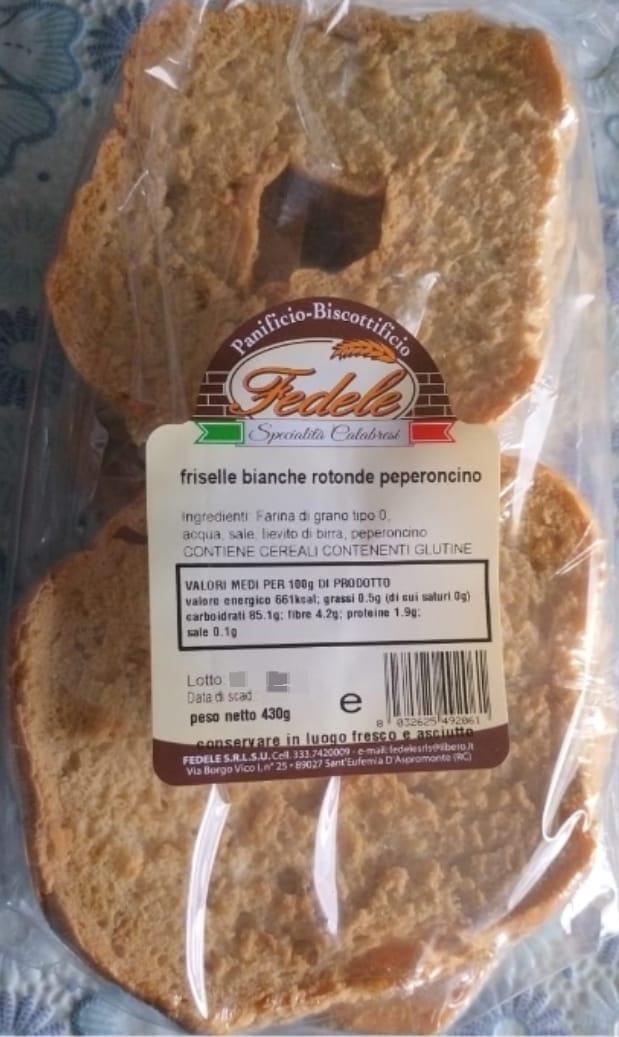 Panificio-Biscottificio
Fedele
Specialità Calabresi
friselle bianche rotonde peperoncino
Ingredienti: Farina di grano tipo 0,
acqua, sale, lievito di birra, peperoncino
CONTIENE CEREALI CONTENENTI GLUTINE
VALORI MEDI PER 100g DI PRODOTTO
valore energico 661kcal; grassi 0.5g (di cui saturi 0g)
carboidrati 85.1g; fibre 4.2g; proteine 1.9g;
sale 0.1g
Lotto:
Data di scad.
peso netto 430g
e
8 032625 492061
conservare in luogo fresco e asciutto
FEDELE S.R.L.S.U. Cell. 333.7420009 - e-mail: fedelesrls@libero.it
Via Borgo Vico I, n° 25 • 89027 Sant'Eufemia D'Aspromonte (RC)